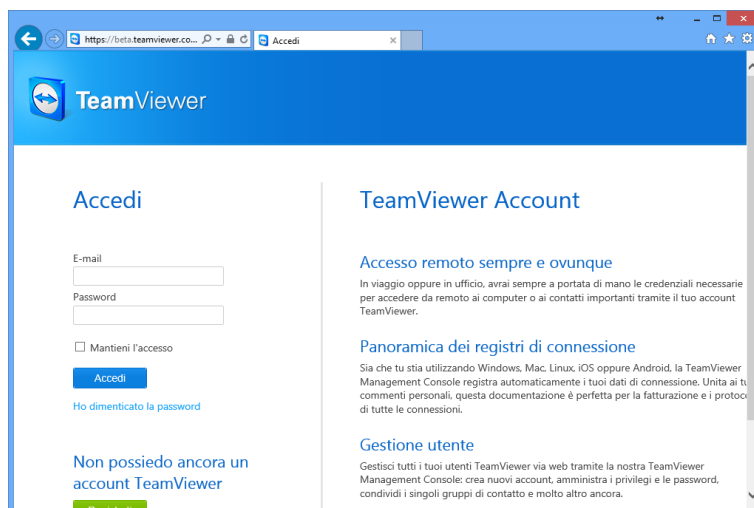 https://beta.teamviewer.co...
Accedi
TeamViewer
Accedi
E-mail
Password
Mantieni l'accesso
Accedi
Ho dimenticato la password
Non possiedo ancora un
account TeamViewer
TeamViewer Account
Accesso remoto sempre e ovunque
In viaggio oppure in ufficio, avrai sempre a portata di mano le credenziali necessarie
per accedere da remoto ai computer o ai contatti importanti tramite il tuo account
TeamViewer.
Panoramica dei registri di connessione
Sia che tu stia utilizzando Windows, Mac, Linux, iOS oppure Android, la TeamViewer
Management Console registra automaticamente i tuoi dati di connessione. Unita ai
commenti personali, questa documentazione è perfetta per la fatturazione e i
di tutte le connessioni.
Gestione utente
Gestisci tutti i tuoi utenti TeamViewer via web tramite la nostra TeamViewer
Management Console: crea nuovi account, amministra i privilegi e le password,
condividi i singoli gruppi di contatto e molto altro ancora.